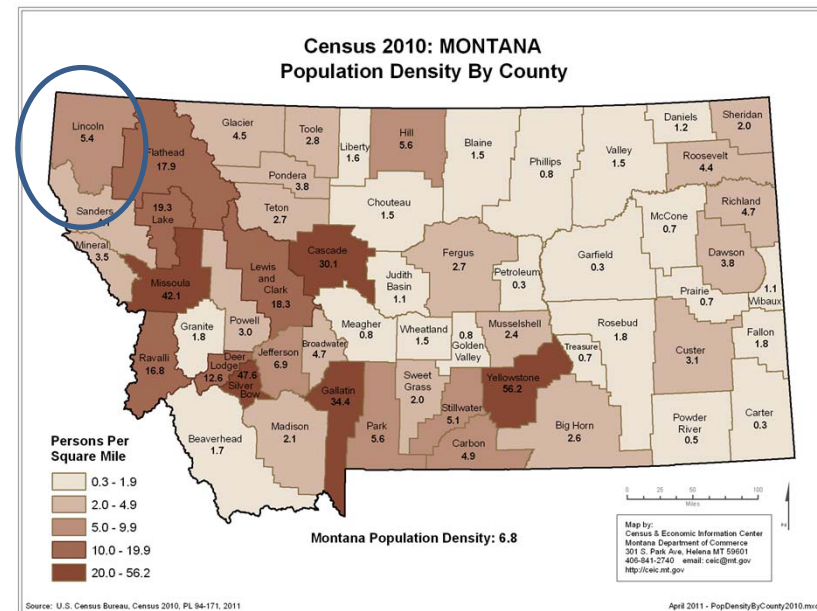 Census 2010: MONTANA
Population Density By County
Lincoln
5.4
Flathead
17.9
Glacier
4.5
Toole
2.8
Liberty
1.6
Hill
5.6
Blaine
1.5
Phillips
0.8
Valley
1.5
Daniels
1.2
Sheridan
2.0
Roosevelt
4.4
Pondera
3.8
Teton
2.7
Chouteau
1.5
Sanders
19.3
Lake
Mineral
3.5
Missoula
42.1
Lewis
and
Clark
18.3
Cascade
30.1
Judith
Basin
1.1
Fergus
2.7
Petroleum
0.3
Garfield
0.3
McCone
0.7
Richland
4.7
Dawson
3.8
Prairie
0.7
1.1
Wibaux
Granite
1.8
Powell
3.0
Meagher
0.8
Wheatland
1.5
0.8
Golden
Valley
Musselshell
2.4
Treasure
0.7
Rosebud
1.8
Custer
3.1
Fallon
1.8
Ravalli
16.8
Deer
Lodge
12.6
47.6
Silver
Bow
Jefferson
6.9
Broadwater
4.7
Gallatin
34.4
Park
5.6
Sweet
Grass
2.0
Stillwater
5.1
Yellowstone
56.2
Big Horn
2.6
Powder
River
0.5
Carter
0.3
Beaverhead
1.7
Madison
2.1
Carbon
4.9
Persons Per
Square Mile
0.3 - 1.9
2.0 - 4.9
5.0 - 9.9
10.0 - 19.9
20.0 - 56.2
Montana Population Density: 6.8
0 25 50 100
Miles
Map by:
Census & Economic Information Center
Montana Department of Commerce
301 S. Park Ave, Helena MT 59601
406-841-2740 email: ceic@mt.gov
http://ceic.mt.gov
Source: U.S. Census Bureau, Census 2010, PL 94-171, 2011
April 2011 - PopDensityByCounty2010.mxd